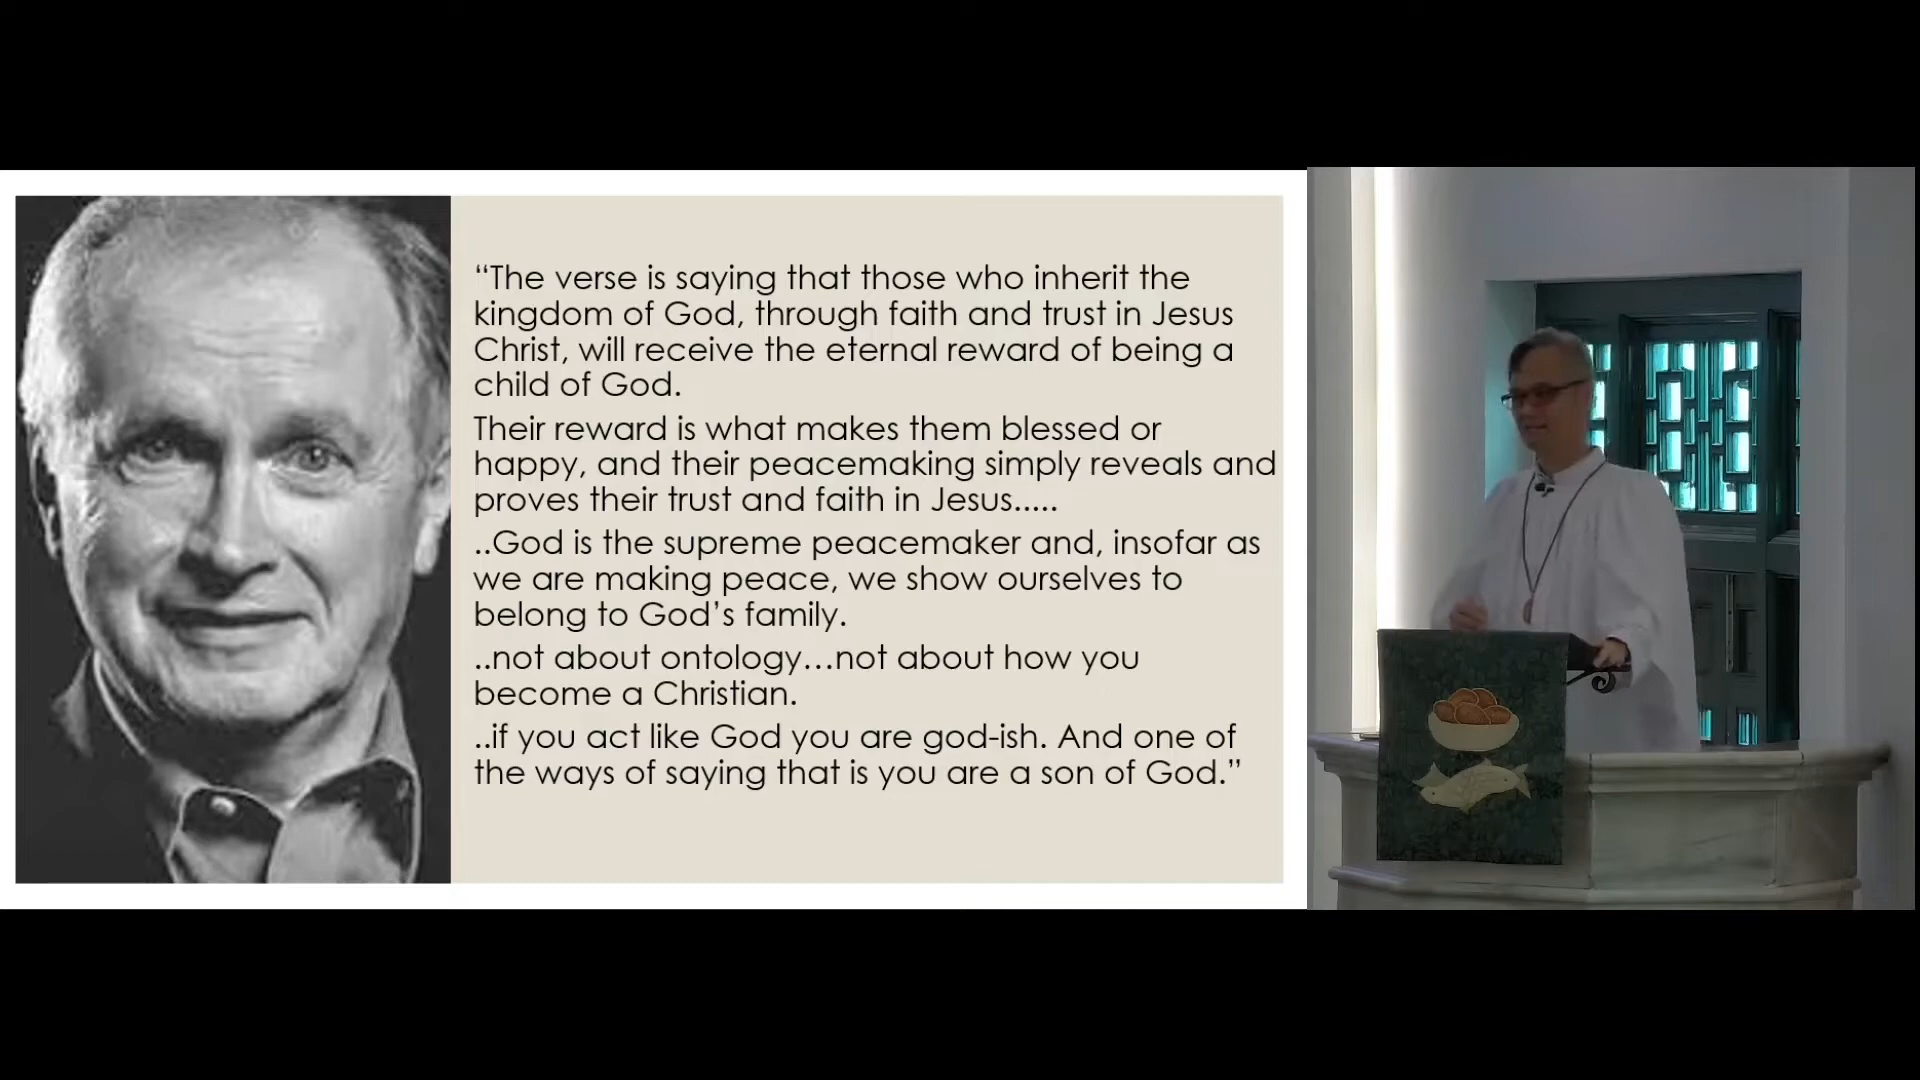 “The verse is saying that those who inherit the
kingdom of God, through faith and trust in Jesus
Christ, will receive the eternal reward of being a
child of God.
Their reward is what makes them blessed or
happy, and their peacemaking simply reveals and
proves their trust and faith in Jesus.....
..God is the supreme peacemaker and, insofar as
we are making peace, we show ourselves to
belong to God’s family.
..not about ontology...not about how you
become a Christian.
..if you act like God you are god-ish. And one of
the ways of saying that is you are a son of God.”